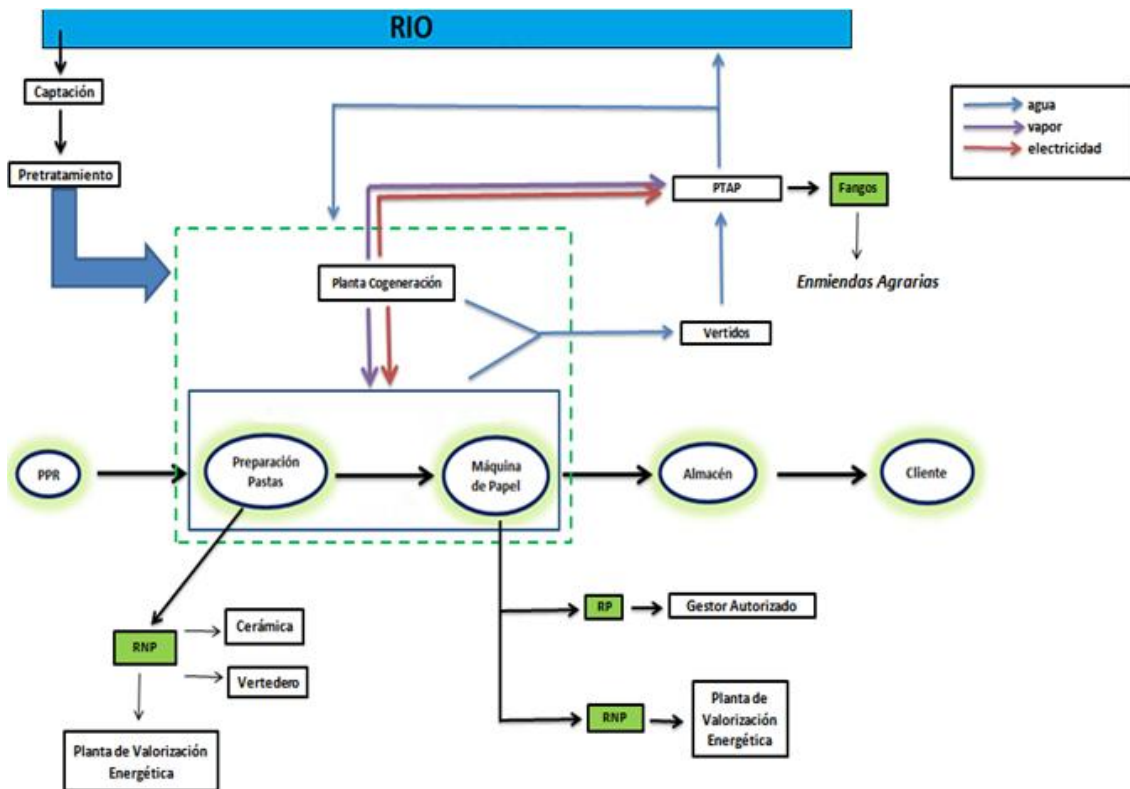 RIO
Captación
Pretratamiento
agua
vapor
electricidad
PTAP
Fangos
Enmiendas Agrarias
Planta Cogeneración
Vertidos
PPR
Preparación
Pastas
Máquina
de Papel
Almacén
Cliente
RP
Gestor Autorizado
RNP
Cerámica
Vertedero
RNP
Planta de
Valorización
Energética
Planta de Valorización
Energética